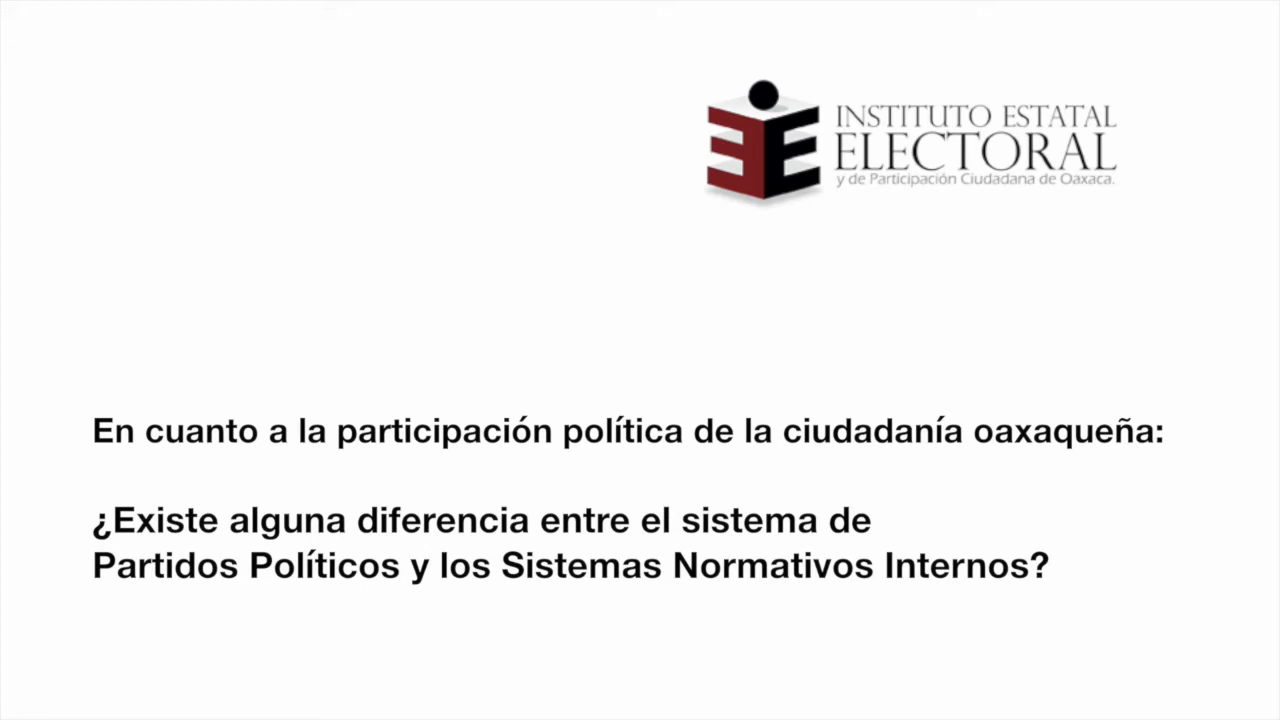 INSTITUTO ESTATAL
ELECTORAL
y de Participación Ciudadana de Oaxaca.
En cuanto a la participación política de la ciudadanía oaxaqueña:
¿Existe alguna diferencia entre el sistema de
Partidos Políticos y los Sistemas Normativos Internos?